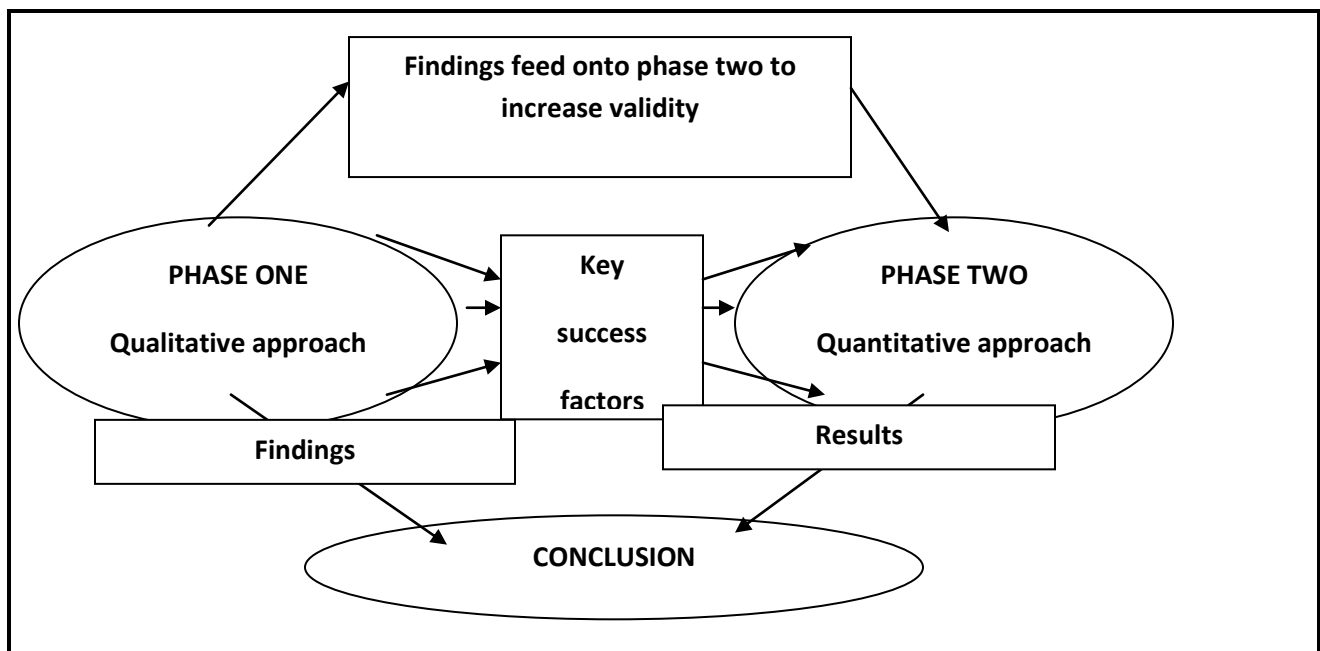 Findings feed onto phase two to
increase validity
PHASE ONE
Qualitative approach
Key
success
factors
PHASE TWO
Quantitative approach
Findings
Results
CONCLUSION